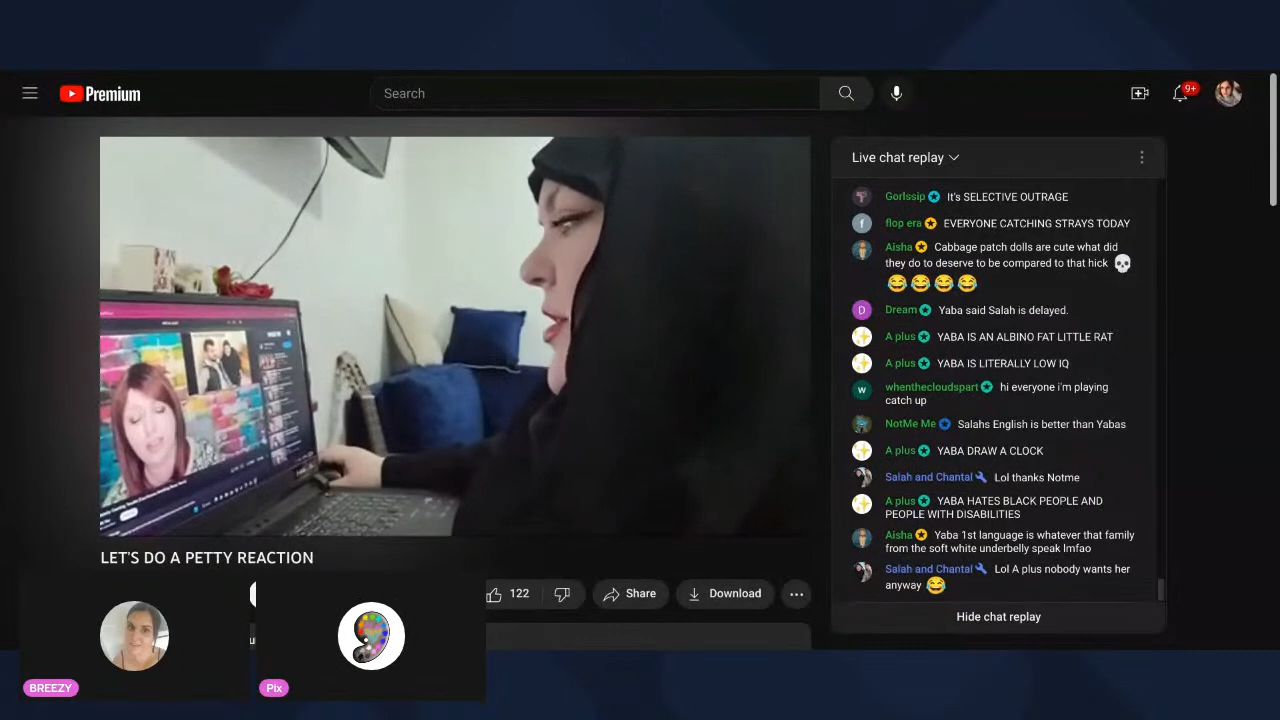 Premium
Search
9+
Live chat replay
Gorlssip It's SELECTIVE OUTRAGE
f flop era EVERYONE CATCHING STRAYS TODAY
Aisha Cabbage patch dolls are cute what did
they do to deserve to be compared to that hick 💀
😂😂😂😂
D Dream Yaba said Salah is delayed.
A plus YABA IS AN ALBINO FAT LITTLE RAT
A plus YABA IS LITERALLY LOW IQ
w whenthecloudspart hi everyone i'm playing
catch up
NotMe Me Salahs English is better than Yabas
A plus YABA DRAW A CLOCK
Salah and Chantal Lol thanks Notme
A plus YABA HATES BLACK PEOPLE AND
PEOPLE WITH DISABILITIES
Aisha Yaba 1st language is whatever that family
from the soft white underbelly speak lmfao
Salah and Chantal Lol A plus nobody wants her
anyway 😂
Hide chat replay
LET'S DO A PETTY REACTION
122 Share Download
BREEZY
Pix